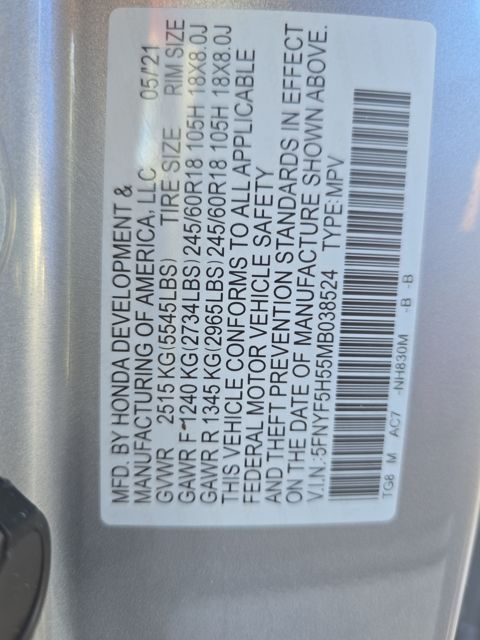 MFD. BY HONDA DEVELOPMENT &
MANUFACTURING OF AMERICA, LLC 05/'21
GVWR 2515 KG(5545LBS) TIRE SIZE RIM SIZE
GAWR F 1240 KG(2734LBS) 245/60R18 105H 18X8.0J
GAWR R 1345 KG(2965LBS) 245/60R18 105H 18X8.0J
THIS VEHICLE CONFORMS TO ALL APPLICABLE
FEDERAL MOTOR VEHICLE SAFETY
AND THEFT PREVENTION STANDARDS IN EFFECT
ON THE DATE OF MANUFACTURE SHOWN ABOVE.
V.I.N.:5FNYF5H55MB038524 TYPE:MPV
TG8 M AC7 -NH830M -B -B